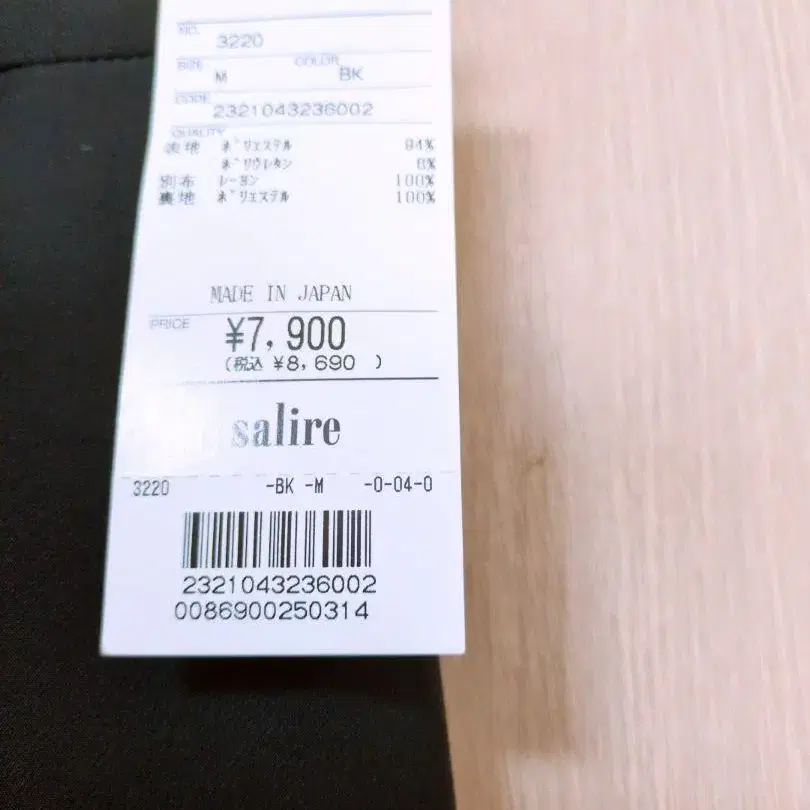 NO. 3220
SIZE M COLOR BK
CODE 2321043236002
QUALITY
表地 ポリエステル 94%
ポリウレタン 6%
別布 レーヨン 100%
裏地 ポリエステル 100%
MADE IN JAPAN
PRICE ¥7,900
(税込 ¥8,690 )
salire
3220 -BK -M -0-04-0
2321043236002
0086900250314